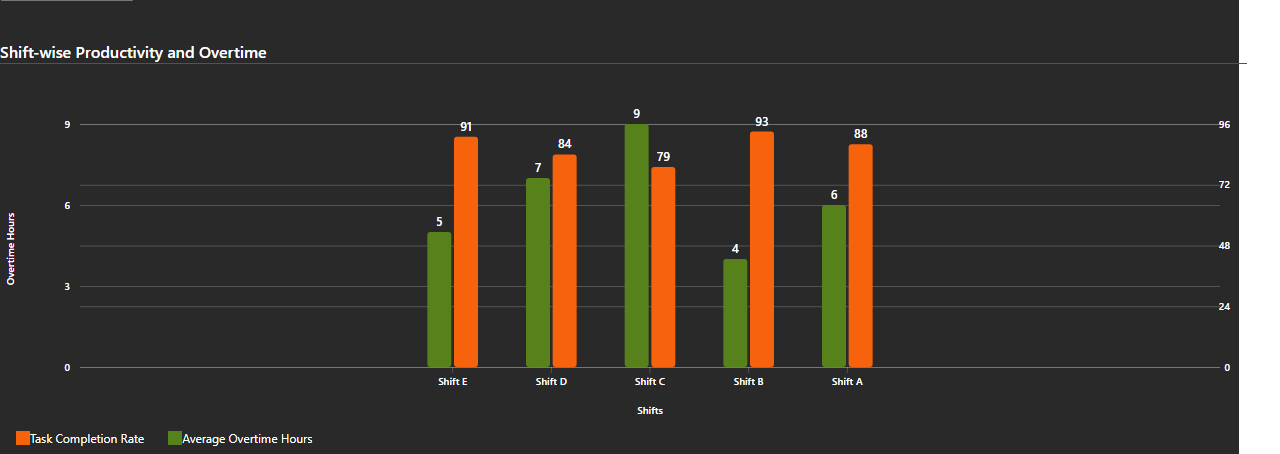 Shift-wise Productivity and Overtime
9
6
3
0
Overtime Hours
96
72
48
24
0
5
91
7
84
9
79
4
93
6
88
Shift E
Shift D
Shift C
Shift B
Shift A
Shifts
Task Completion Rate
Average Overtime Hours